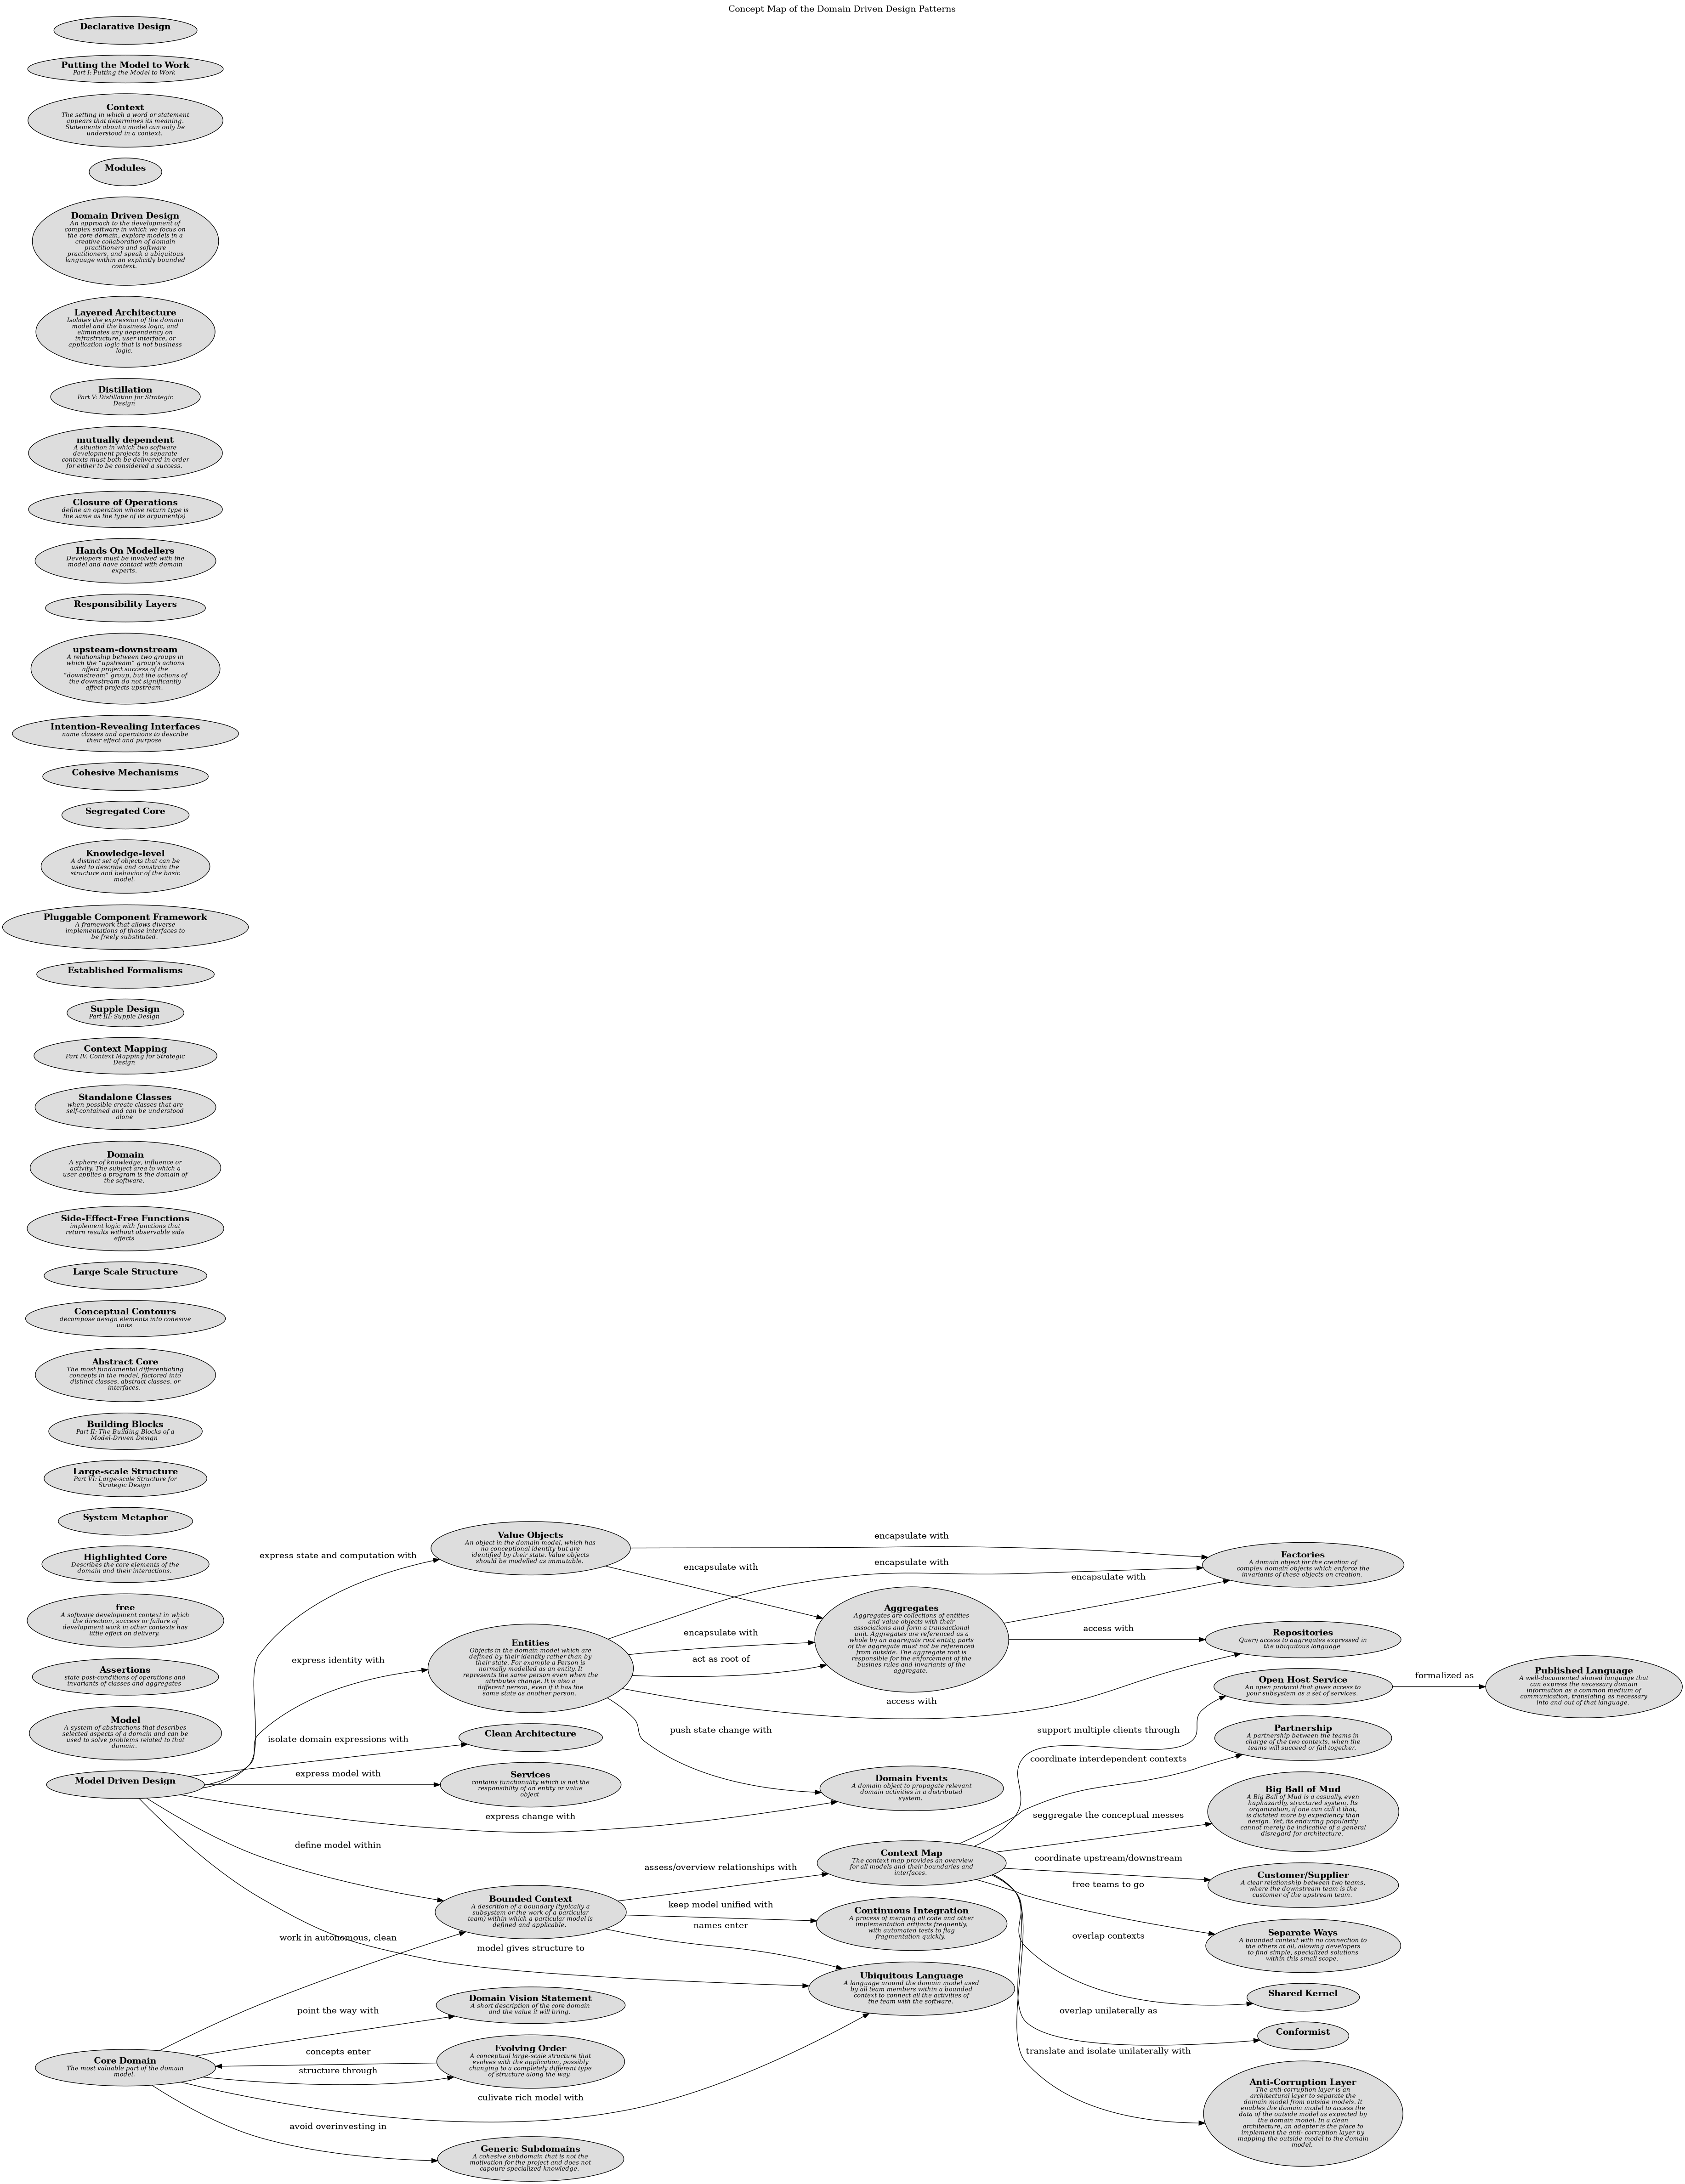 Concept Map of the Domain Driven Design Patterns
Declarative Design
Putting the Model to Work
Part I: Putting the Model to Work
Context
The setting in which a word or statement
appears that determines its meaning.
Statements about a model can only be
understood in a context.
Modules
Domain Driven Design
An approach to the development of
complex software in which we focus on
the core domain, explore models in a
creative collaboration of domain
practitioners and software
practitioners, and speak a ubiquitous
language within an explicitly bounded
context.
Layered Architecture
Isolates the expression of the domain
model and the business logic, and
eliminates any dependency on
infrastructure, user interface, or
application logic that is not business
logic.
Distillation
Part V: Distillation for Strategic
Design
mutually dependent
A situation in which two software
development projects in separate
contexts must both be delivered in order
for either to be considered a success.
Closure of Operations
define an operation whose return type is
the same as the type of its argument(s)
Hands On Modellers
Developers must be involved with the
model and have contact with domain
experts.
Responsibility Layers
upsteam-downstream
A relationship between two groups in
which the "upstream" group's actions
affect project success of the
"downstream" group, but the actions of
the downstream do not significantly
affect projects upstream.
Intention-Revealing Interfaces
name classes and operations to describe
their effect and purpose
Cohesive Mechanisms
Segregated Core
Knowledge-level
A distinct set of objects that can be
used to describe and constrain the
structure and behavior of the basic
model.
Pluggable Component Framework
A framework that allows diverse
implementations of those interfaces to
be freely substituted.
Established Formalisms
Supple Design
Part III: Supple Design
Context Mapping
Part IV: Context Mapping for Strategic
Design
Standalone Classes
when possible create classes that are
self-contained and can be understood
alone
Domain
A sphere of knowledge, influence or
activity. The subject area to which a
user applies a program is the domain of
the software.
Side-Effect-Free Functions
implement logic with functions that
return results without observable side
effects
Large Scale Structure
Conceptual Contours
decompose design elements into cohesive
units
Abstract Core
The most fundamental differentiating
concepts in the model, factored into
distinct classes, abstract classes, or
interfaces.
Building Blocks
Part II: The Building Blocks of a
Model-Driven Design
Large-scale Structure
Part VI: Large-scale Structure for
Strategic Design
System Metaphor
Highlighted Core
Describes the core elements of the
domain and their interactions.
free
A software development context in which
the direction, success or failure of
development work in other contexts has
little effect on delivery.
Assertions
state post-conditions of operations and
invariants of classes and aggregates
Model
A system of abstractions that describes
selected aspects of a domain and can be
used to solve problems related to that
domain.
Model Driven Design
Core Domain
The most valuable part of the domain
model.
express state and computation with
express identity with
isolate domain expressions with
express model with
express change with
define model within
work in autonomous, clean
model gives structure to
point the way with
concepts enter
structure through
culivate rich model with
avoid overinvesting in
Value Objects
An object in the domain model, which has
no conceptional identity but are
identified by their state. Value objects
should be modelled as immutable.
Entities
Objects in the domain model which are
defined by their identity rather than by
their state. For example a Person is
normally modelled as an entity. It
represents the same person even when the
attributes change. It is also a
different person, even if it has the
same state as another person.
Clean Architecture
Services
contains functionality which is not the
responsiblity of an entity or value
object
Bounded Context
A descrition of a boundary (typically a
subsystem or the work of a particular
team) within which a particular model is
defined and applicable.
Domain Vision Statement
A short description of the core domain
and the value it will bring.
Evolving Order
A conceptual large-scale structure that
evolves with the application, possibly
changing to a completely different type
of structure along the way.
Generic Subdomains
A cohesive subdomain that is not the
motivation for the project and does not
capoure specialized knowledge.
encapsulate with
encapsulate with
encapsulate with
encapsulate with
encapsulate with
act as root of
access with
access with
push state change with
assess/overview relationships with
keep model unified with
names enter
Aggregates
Aggregates are collections of entities
and value objects with their
associations and form a transactional
unit. Aggregates are referenced as a
whole by an aggregate root entity, parts
of the aggregate must not be referenced
from outside. The aggregate root is
responsible for the enforcement of the
busines rules and invariants of the
aggregate.
Domain Events
A domain object to propagate relevant
domain activities in a distributed
system.
Context Map
The context map provides an overview
for all models and their boundaries and
interfaces.
Continuous Integration
A process of merging all code and other
implementation artifacts frequently,
with automated tests to flag
fragmentation quickly.
Ubiquitous Language
A language around the domain model used
by all team members within a bounded
context to connect all the activities of
the team with the software.
support multiple clients through
coordinate interdependent contexts
seggregate the conceptual messes
coordinate upstream/downstream
free teams to go
overlap contexts
overlap unilaterally as
translate and isolate unilaterally with
Factories
A domain object for the creation of
complex domain objects which enforce the
invariants of these objects on creation.
Repositories
Query access to aggregates expressed in
the ubiquitous language
Open Host Service
An open protocol that gives access to
your subsystem as a set of services.
formalized as
Published Language
A well-documented shared language that
can express the necessary domain
information as a common medium of
communication, translating as necessary
into and out of that language.
Partnership
A partnership between the teams in
charge of the two contexts, when the
teams will succeed or fail together.
Big Ball of Mud
A Big Ball of Mud is a casually, even
haphazardly, structured system. Its
organization, if one can call it that,
is dictated more by expediency than
design. Yet, its enduring popularity
cannot merely be indicative of a general
disregard for architecture.
Customer/Supplier
A clear relationship between two teams,
where the downstream team is the
customer of the upstream team.
Separate Ways
A bounded context with no connection to
the others at all, allowing developers
to find simple, specialized solutions
within this small scope.
Shared Kernel
Conformist
Anti-Corruption Layer
The anti-corruption layer is an
architectural layer to separate the
domain model from outside models. It
enables the domain model to access the
data of the outside model as expected by
the domain model. In a clean
architecture, an adapter is the place to
implement the anti- corruption layer by
mapping the outside model to the domain
model.